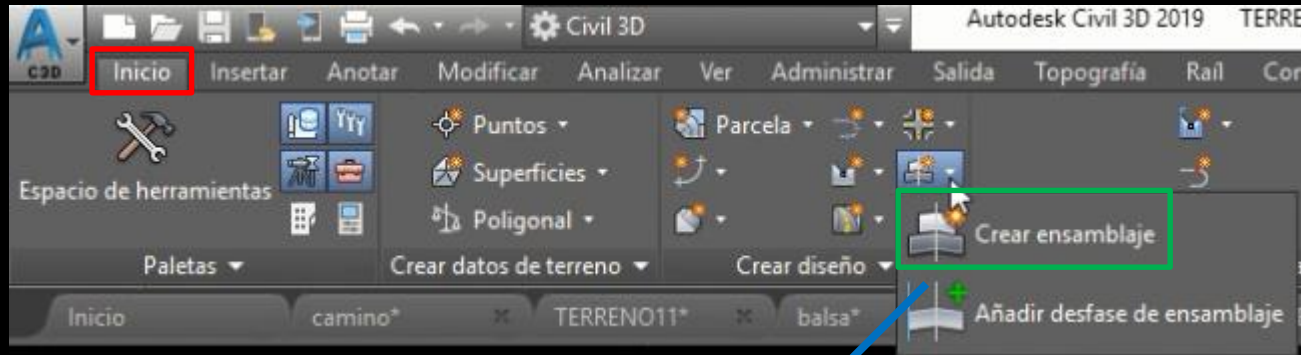 Civil 3D
Autodesk Civil 3D 2019 TERRE
C3D Inicio Insertar Anotar Modificar Analizar Ver Administrar Salida Topografía Raíl Cor
Puntos
Parcela
Superficies
Espacio de herramientas
Poligonal
Crear ensamblaje
Paletas
Crear datos de terreno
Crear diseño
Inicio camino* TERRENO11* balsa*
Añadir desfase de ensamblaje